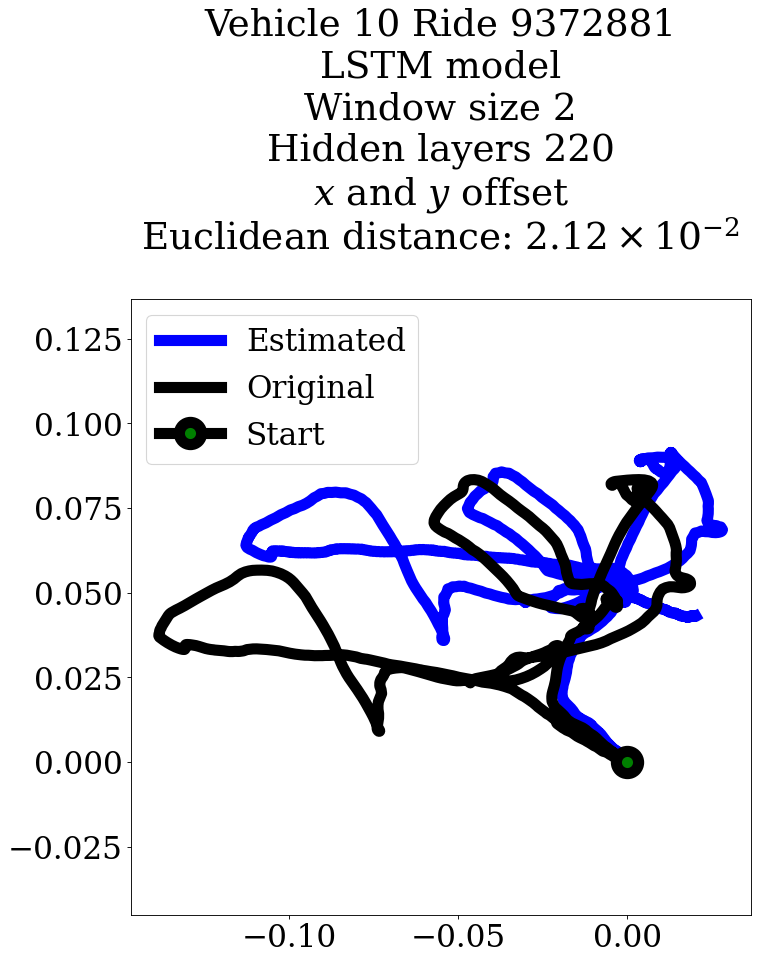 Vehicle 10 Ride 9372881
LSTM model
Window size 2
Hidden layers 220
x and y offset
Euclidean distance: 2.12 × 10⁻²
Estimated
Original
Start
0.125
0.100
0.075
0.050
0.025
0.000
−0.025
−0.10 −0.05 0.00